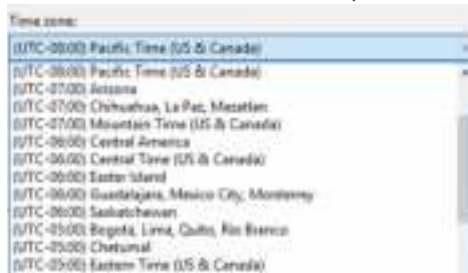 Time zone:
(UTC-08:00) Pacific Time (US & Canada)
(UTC-08:00) Pacific Time (US & Canada)
(UTC-07:00) Arizona
(UTC-07:00) Chihuahua, La Paz, Mazatlan
(UTC-07:00) Mountain Time (US & Canada)
(UTC-06:00) Central America
(UTC-06:00) Central Time (US & Canada)
(UTC-06:00) Easter Island
(UTC-06:00) Guadalajara, Mexico City, Monterrey
(UTC-06:00) Saskatchewan
(UTC-05:00) Bogota, Lima, Quito, Rio Branco
(UTC-05:00) Chetumal
(UTC-05:00) Eastern Time (US & Canada)